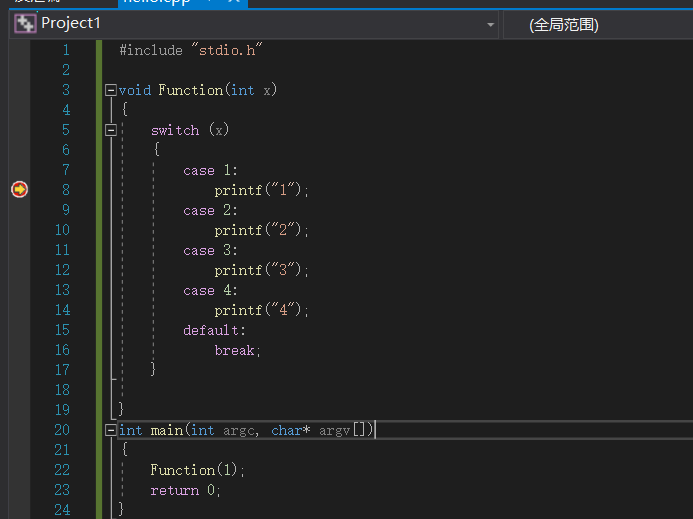 hello.cpp
Project1
(全局范围)
1 #include "stdio.h"
2
3 void Function(int x)
4 {
5 switch (x)
6 {
7 case 1:
8 printf("1");
9 case 2:
10 printf("2");
11 case 3:
12 printf("3");
13 case 4:
14 printf("4");
15 default:
16 break;
17 }
18
19 }
20 int main(int argc, char* argv[])
21 {
22 Function(1);
23 return 0;
24 }